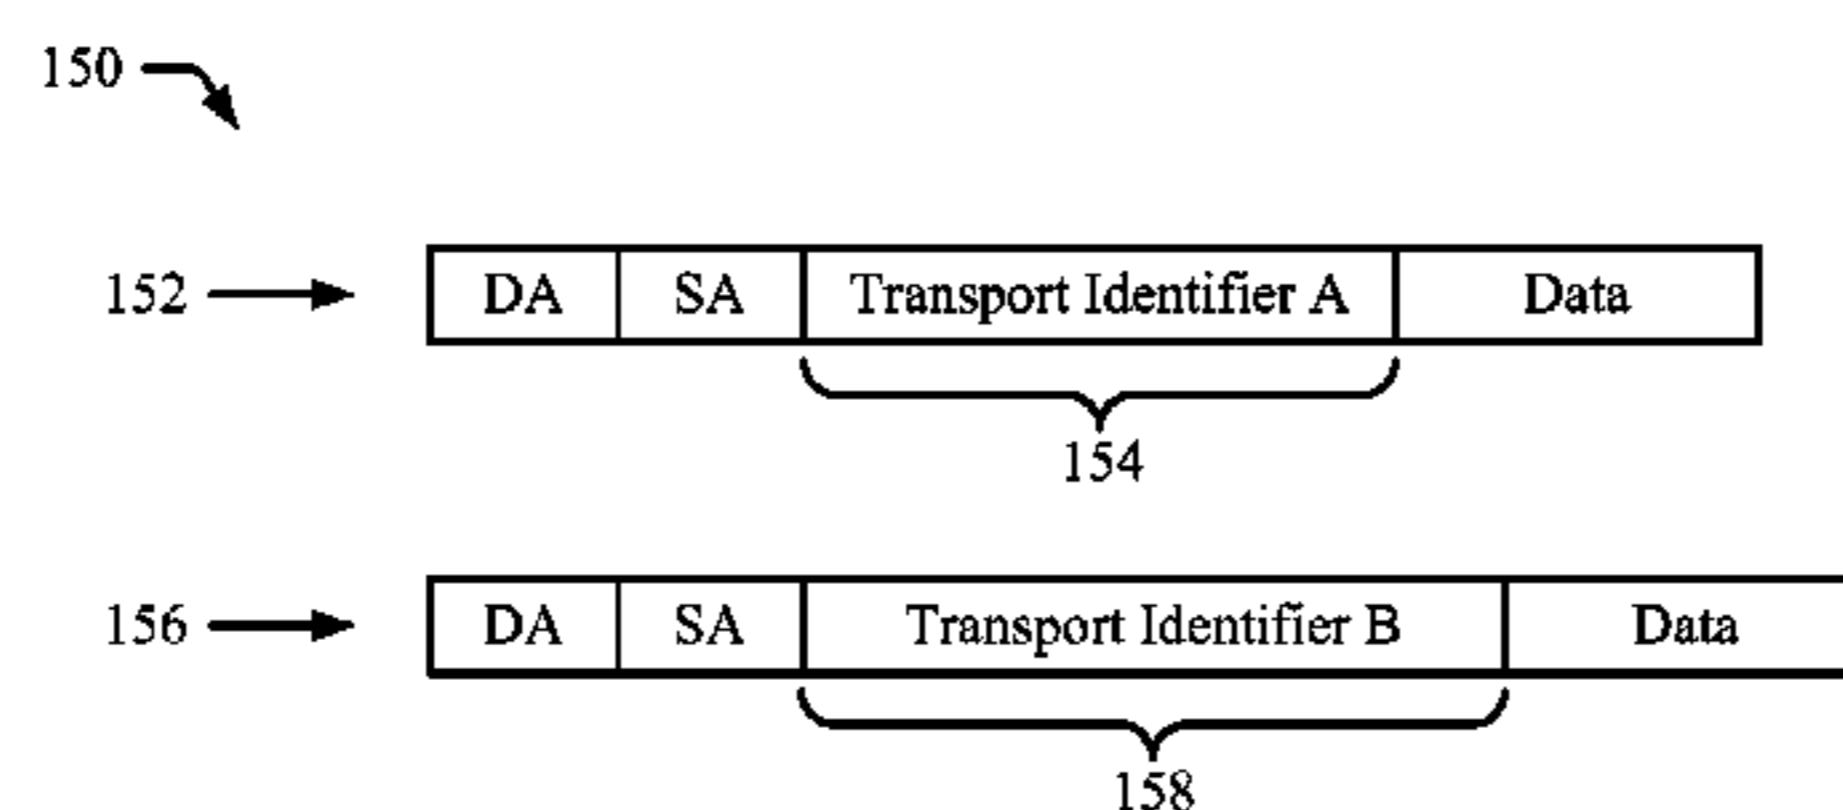 150
152 DA SA Transport Identifier A Data
154
156 DA SA Transport Identifier B Data
158